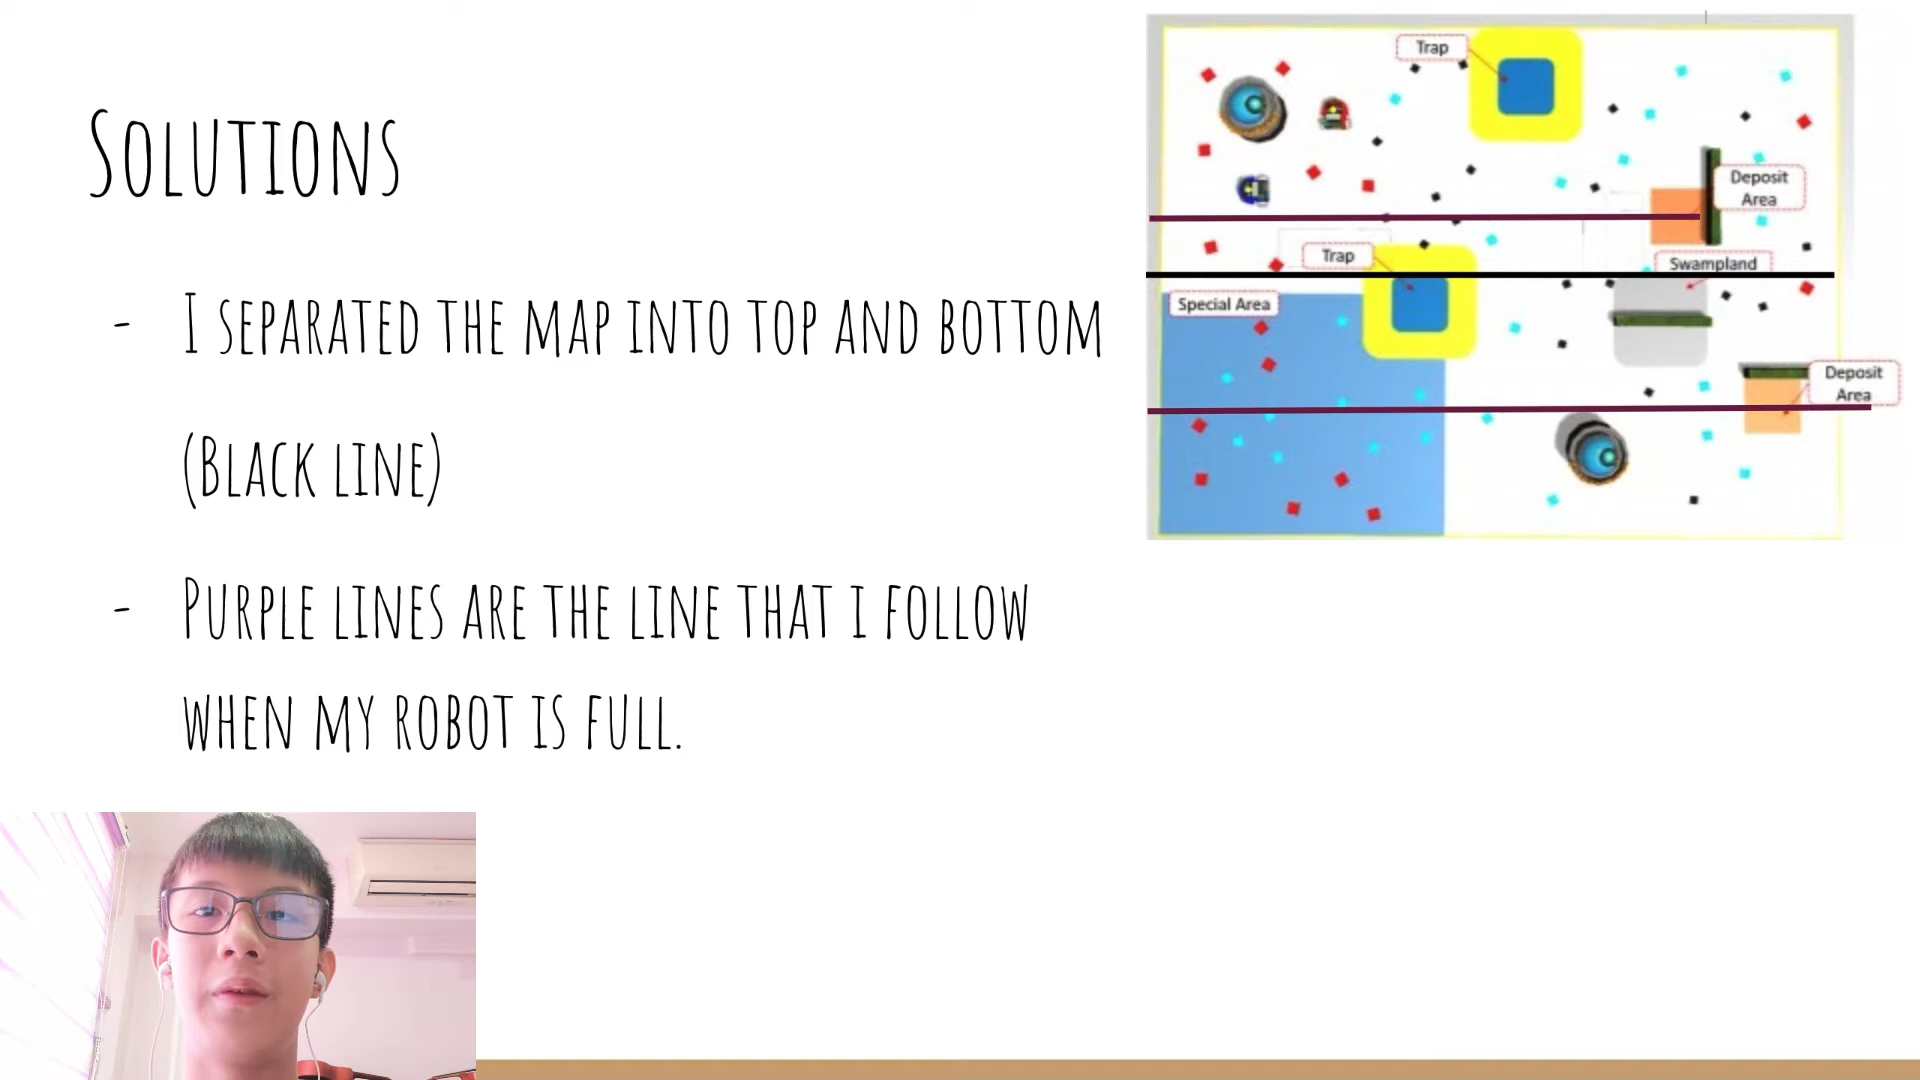 Solutions
- I separated the map into top and bottom
(Black line)
- Purple lines are the line that i follow
when my robot is full.
Trap
Deposit
Area
Trap
Swampland
Special Area
Deposit
Area